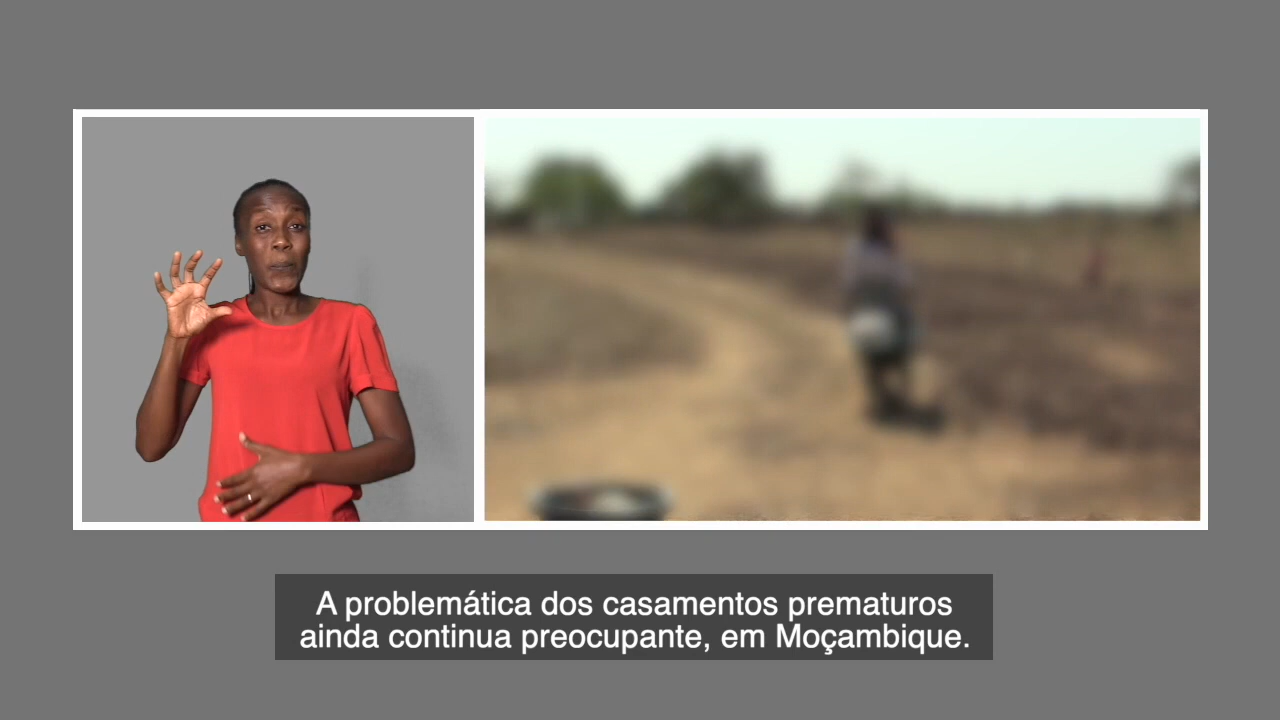 A problemática dos casamentos prematuros
ainda continua preocupante, em Moçambique.